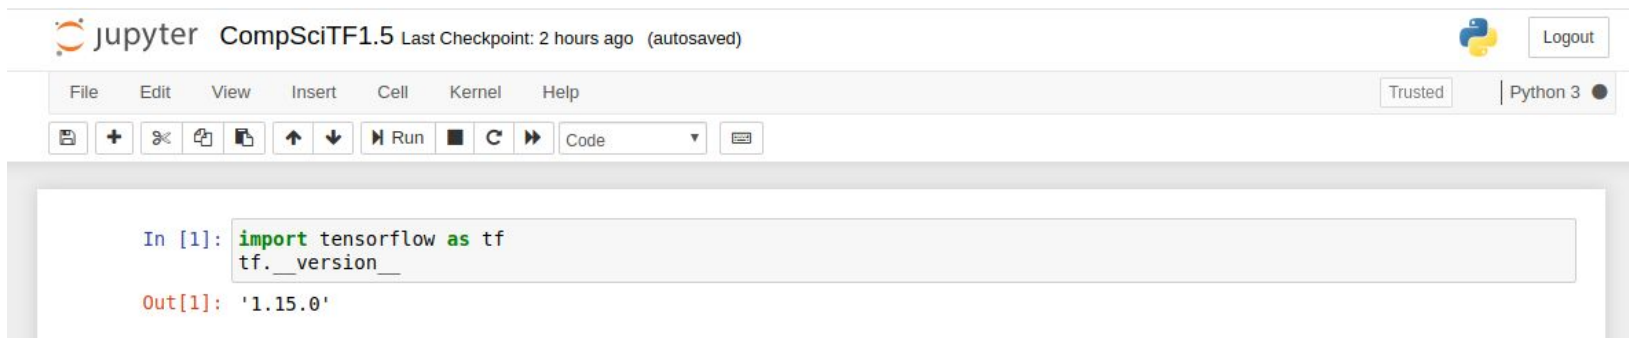 jupyter CompSciTF1.5 Last Checkpoint: 2 hours ago (autosaved) Logout
File Edit View Insert Cell Kernel Help Trusted Python 3
Run Code
In [1]: import tensorflow as tf
tf.__version__
Out[1]: '1.15.0'